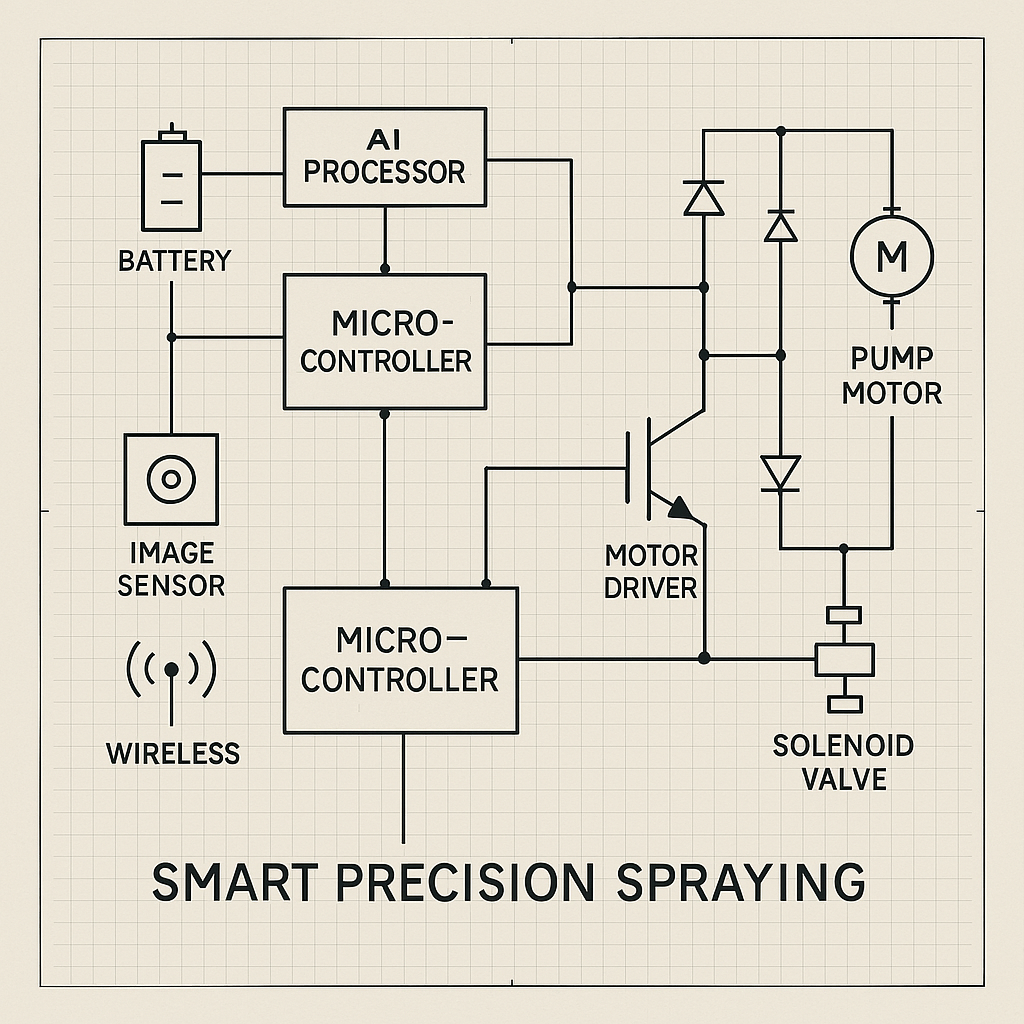 AI
PROCESSOR
BATTERY
MICRO-
CONTROLLER
M
PUMP
MOTOR
IMAGE
SENSOR
MOTOR
DRIVER
MICRO—
CONTROLLER
WIRELESS
SOLENOID
VALVE
SMART PRECISION SPRAYING